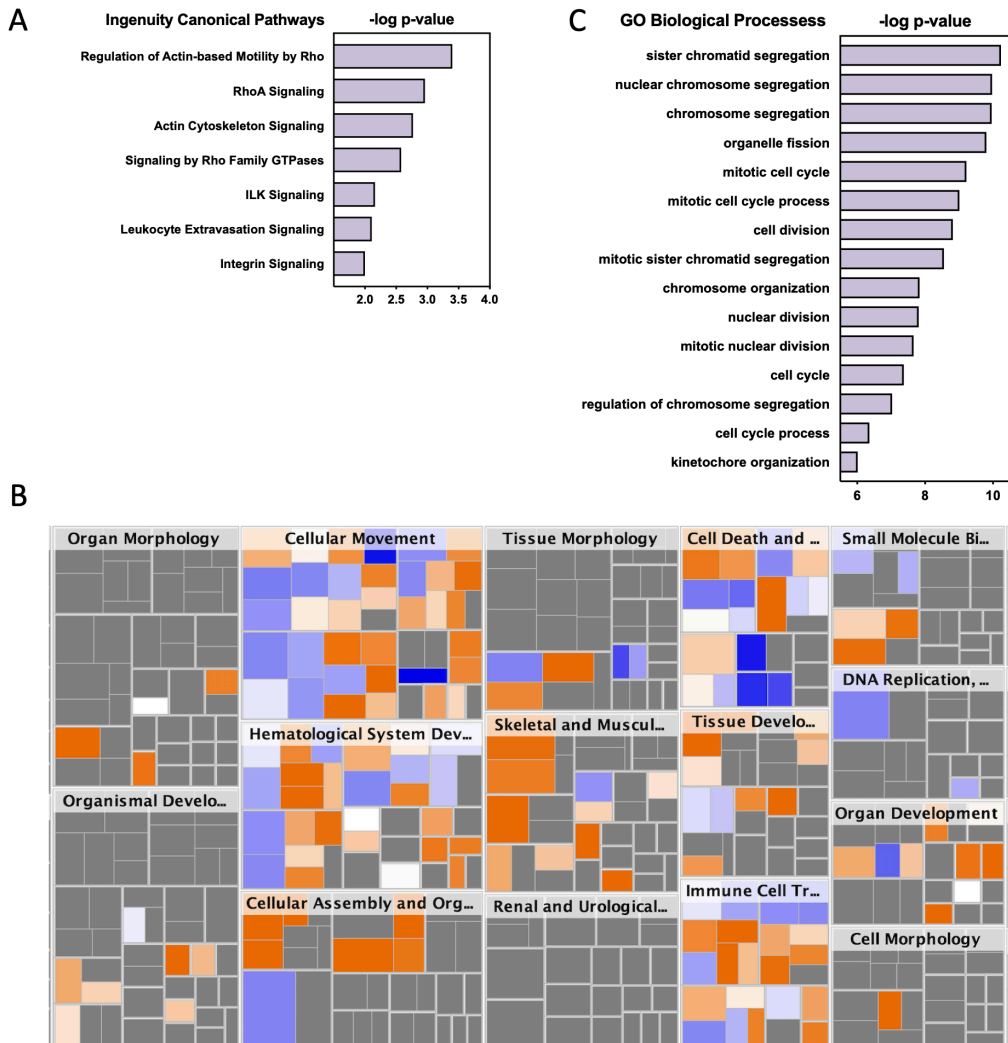 A
Ingenuity Canonical Pathways
-log p-value
Regulation of Actin-based Motility by Rho
RhoA Signaling
Actin Cytoskeleton Signaling
Signaling by Rho Family GTPases
ILK Signaling
Leukocyte Extravasation Signaling
Integrin Signaling
2.0 2.5 3.0 3.5 4.0
C
GO Biological Processess
-log p-value
sister chromatid segregation
nuclear chromosome segregation
chromosome segregation
organelle fission
mitotic cell cycle
mitotic cell cycle process
cell division
mitotic sister chromatid segregation
chromosome organization
nuclear division
mitotic nuclear division
cell cycle
regulation of chromosome segregation
cell cycle process
kinetochore organization
6 8 10
B
Organ Morphology
Cellular Movement
Tissue Morphology
Cell Death and ...
Small Molecule Bi...
DNA Replication, ...
Hematological System Dev...
Skeletal and Muscul...
Tissue Develo...
Organismal Develo...
Organ Development
Cellular Assembly and Org...
Renal and Urological...
Immune Cell Tr...
Cell Morphology